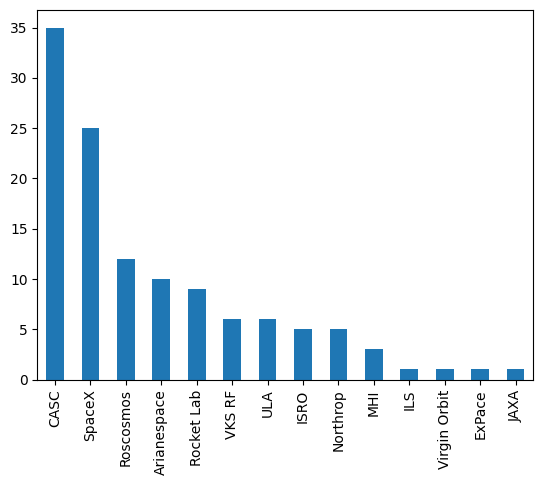 35
30
25
20
15
10
5
0
CASC
SpaceX
Roscosmos
Arianespace
Rocket Lab
VKS RF
ULA
ISRO
Northrop
MHI
ILS
Virgin Orbit
ExPace
JAXA